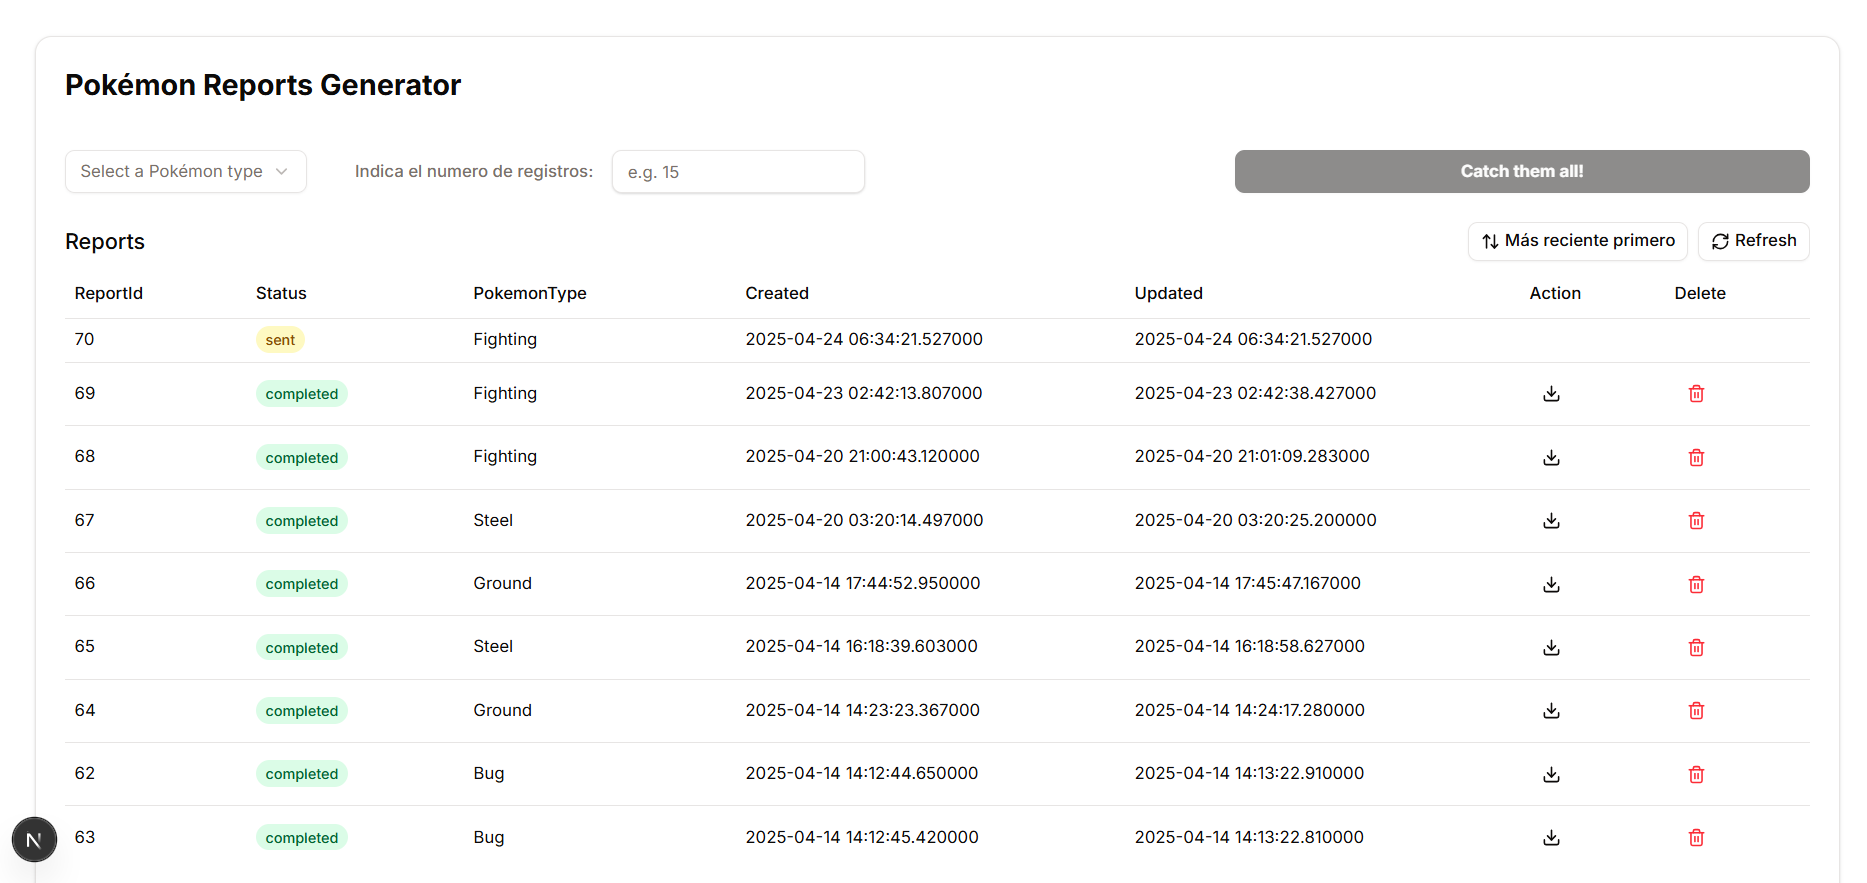 Pokémon Reports Generator
Select a Pokémon type Indica el numero de registros: e.g. 15 Catch them all!
Reports Más reciente primero Refresh
ReportId Status PokemonType Created Updated Action Delete
70 sent Fighting 2025-04-24 06:34:21.527000 2025-04-24 06:34:21.527000
69 completed Fighting 2025-04-23 02:42:13.807000 2025-04-23 02:42:38.427000
68 completed Fighting 2025-04-20 21:00:43.120000 2025-04-20 21:01:09.283000
67 completed Steel 2025-04-20 03:20:14.497000 2025-04-20 03:20:25.200000
66 completed Ground 2025-04-14 17:44:52.950000 2025-04-14 17:45:47.167000
65 completed Steel 2025-04-14 16:18:39.603000 2025-04-14 16:18:58.627000
64 completed Ground 2025-04-14 14:23:23.367000 2025-04-14 14:24:17.280000
62 completed Bug 2025-04-14 14:12:44.650000 2025-04-14 14:13:22.910000
N 63 completed Bug 2025-04-14 14:12:45.420000 2025-04-14 14:13:22.810000